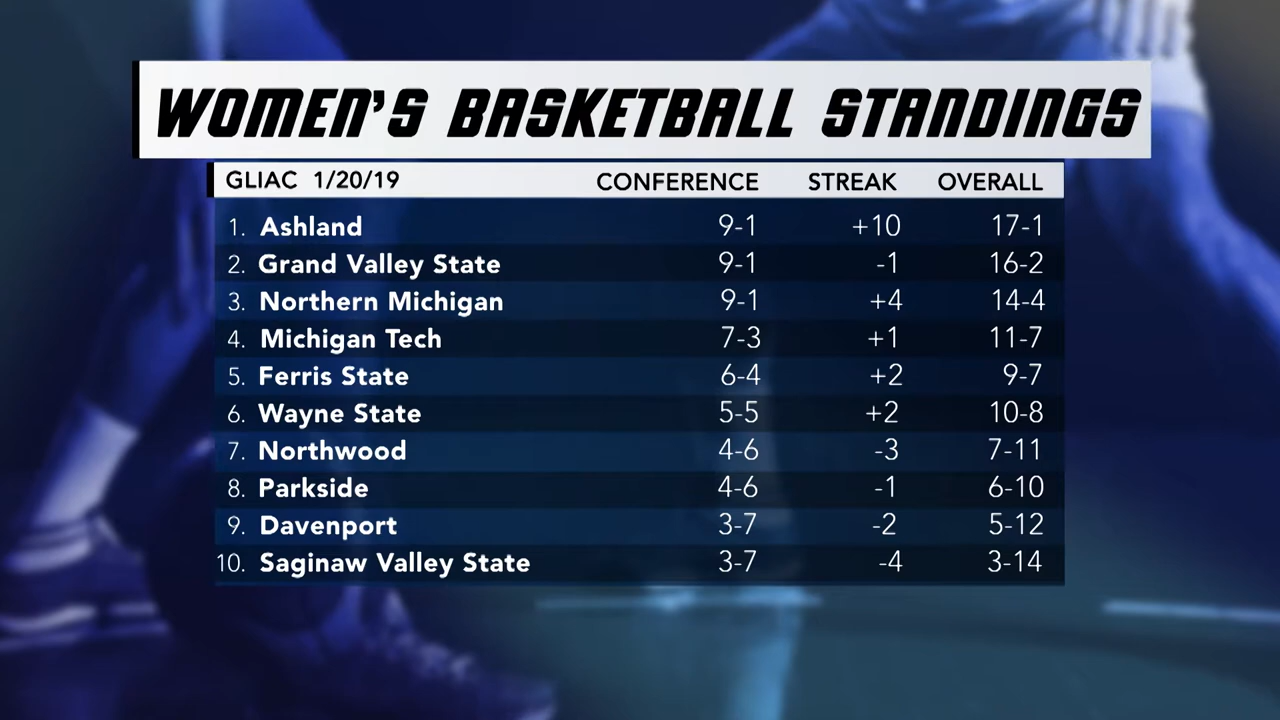 WOMEN'S BASKETBALL STANDINGS
GLIAC 1/20/19 CONFERENCE STREAK OVERALL
1. Ashland 9-1 +10 17-1
2. Grand Valley State 9-1 -1 16-2
3. Northern Michigan 9-1 +4 14-4
4. Michigan Tech 7-3 +1 11-7
5. Ferris State 6-4 +2 9-7
6. Wayne State 5-5 +2 10-8
7. Northwood 4-6 -3 7-11
8. Parkside 4-6 -1 6-10
9. Davenport 3-7 -2 5-12
10. Saginaw Valley State 3-7 -4 3-14